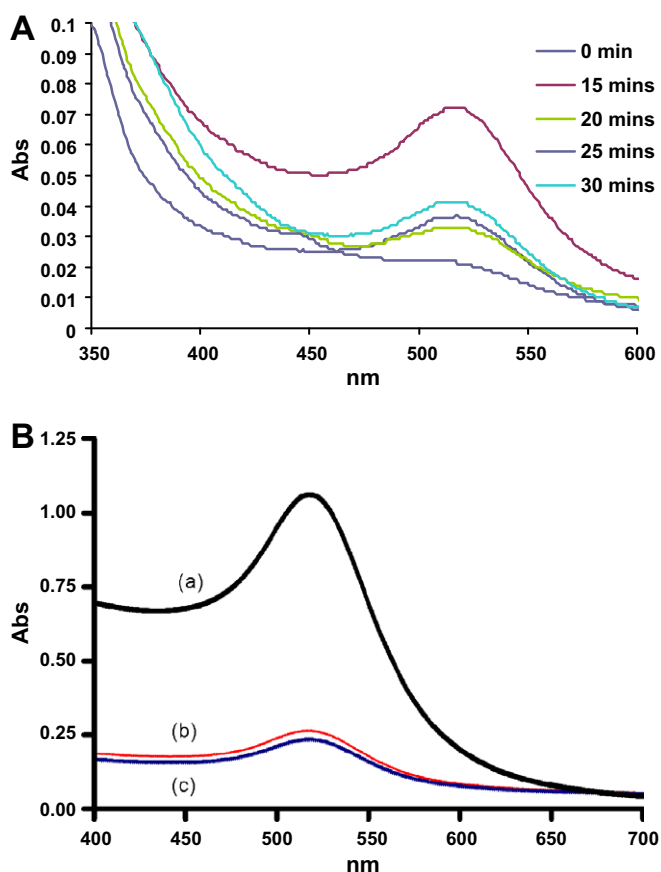 A
0.1
0.09
0.08
0.07
0.06
0.05
0.04
0.03
0.02
0.01
0
Abs
350
400
450
500
550
600
nm
0 min
15 mins
20 mins
25 mins
30 mins
B
1.25
1.00
0.75
0.50
0.25
0.00
Abs
(a)
(b)
(c)
400
450
500
550
600
650
700
nm